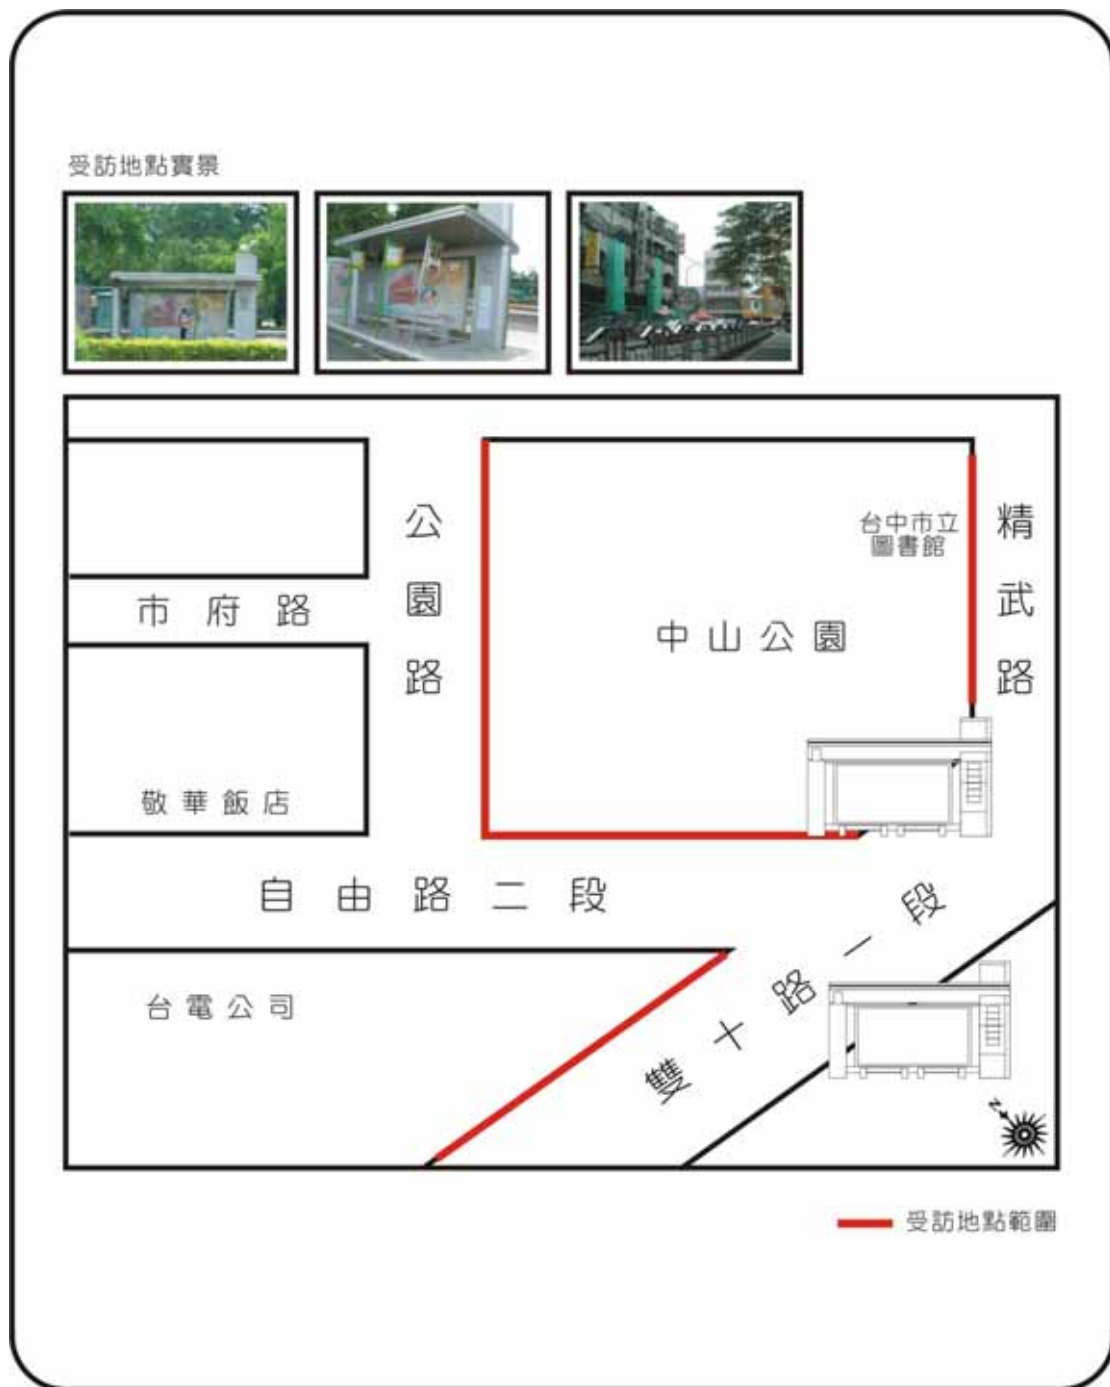 受訪地點實景
公園路
精武路
台中市立
圖書館
市府路
中山公園
敬華飯店
自由路二段
雙十路一段
台電公司
N
受訪地點範圍